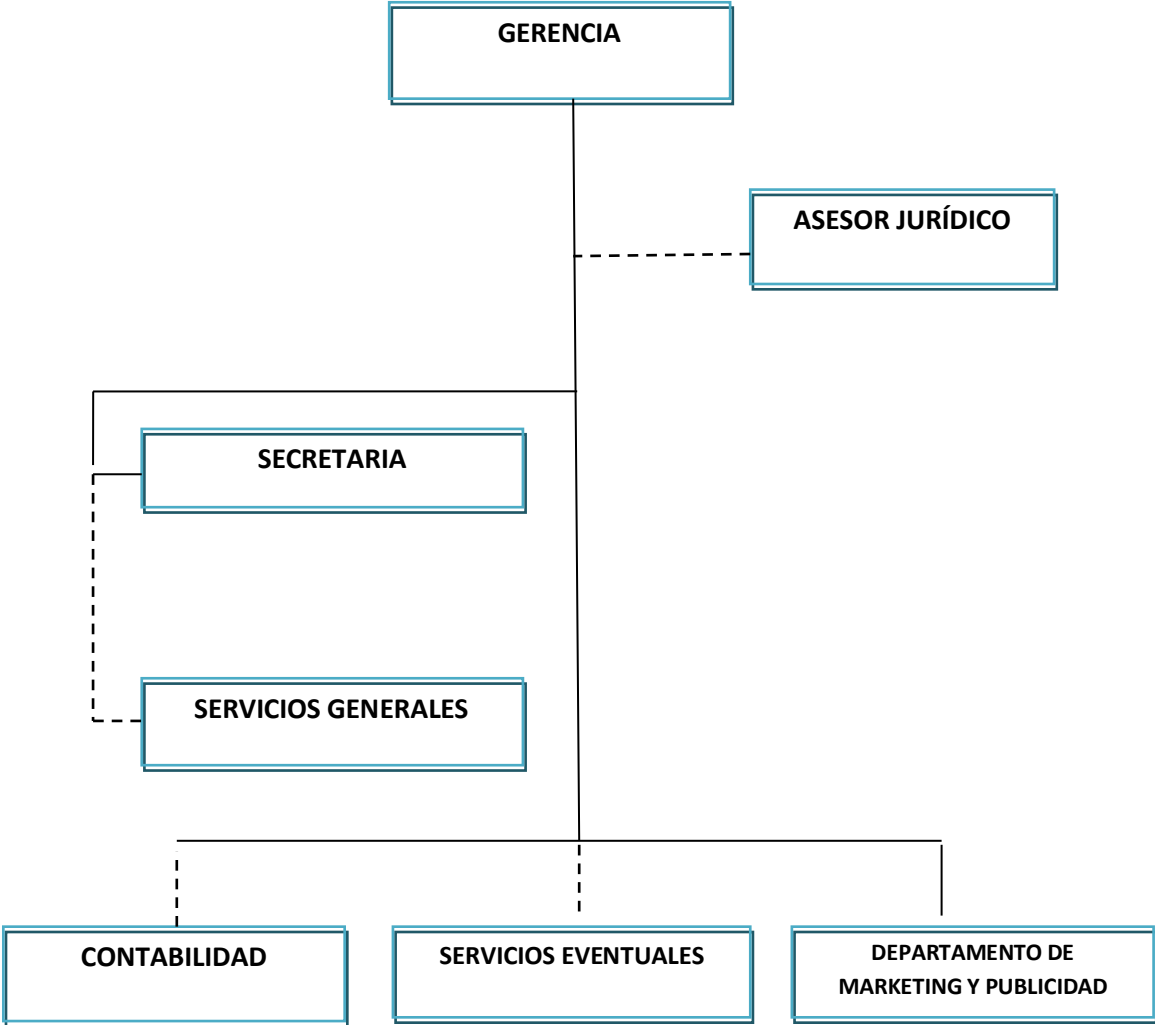 GERENCIA
ASESOR JURÍDICO
SECRETARIA
SERVICIOS GENERALES
CONTABILIDAD
SERVICIOS EVENTUALES
DEPARTAMENTO DE
MARKETING Y PUBLICIDAD